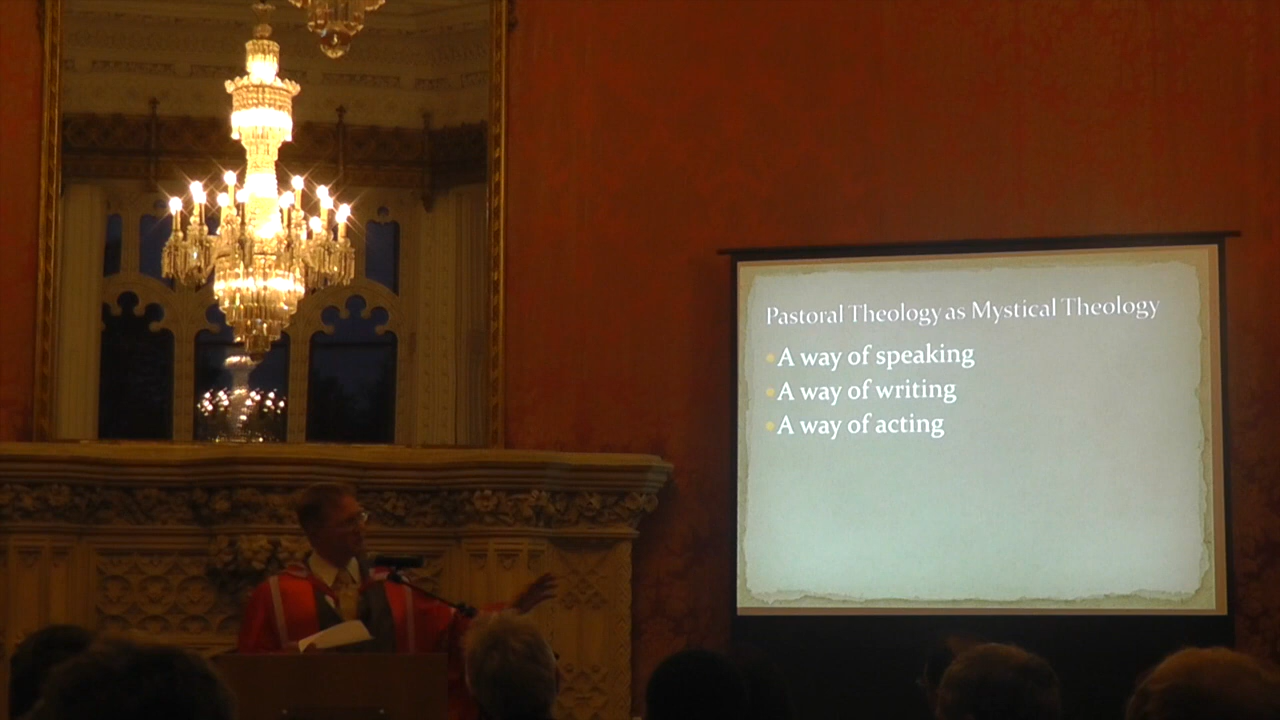 Pastoral Theology as Mystical Theology
A way of speaking
A way of writing
A way of acting